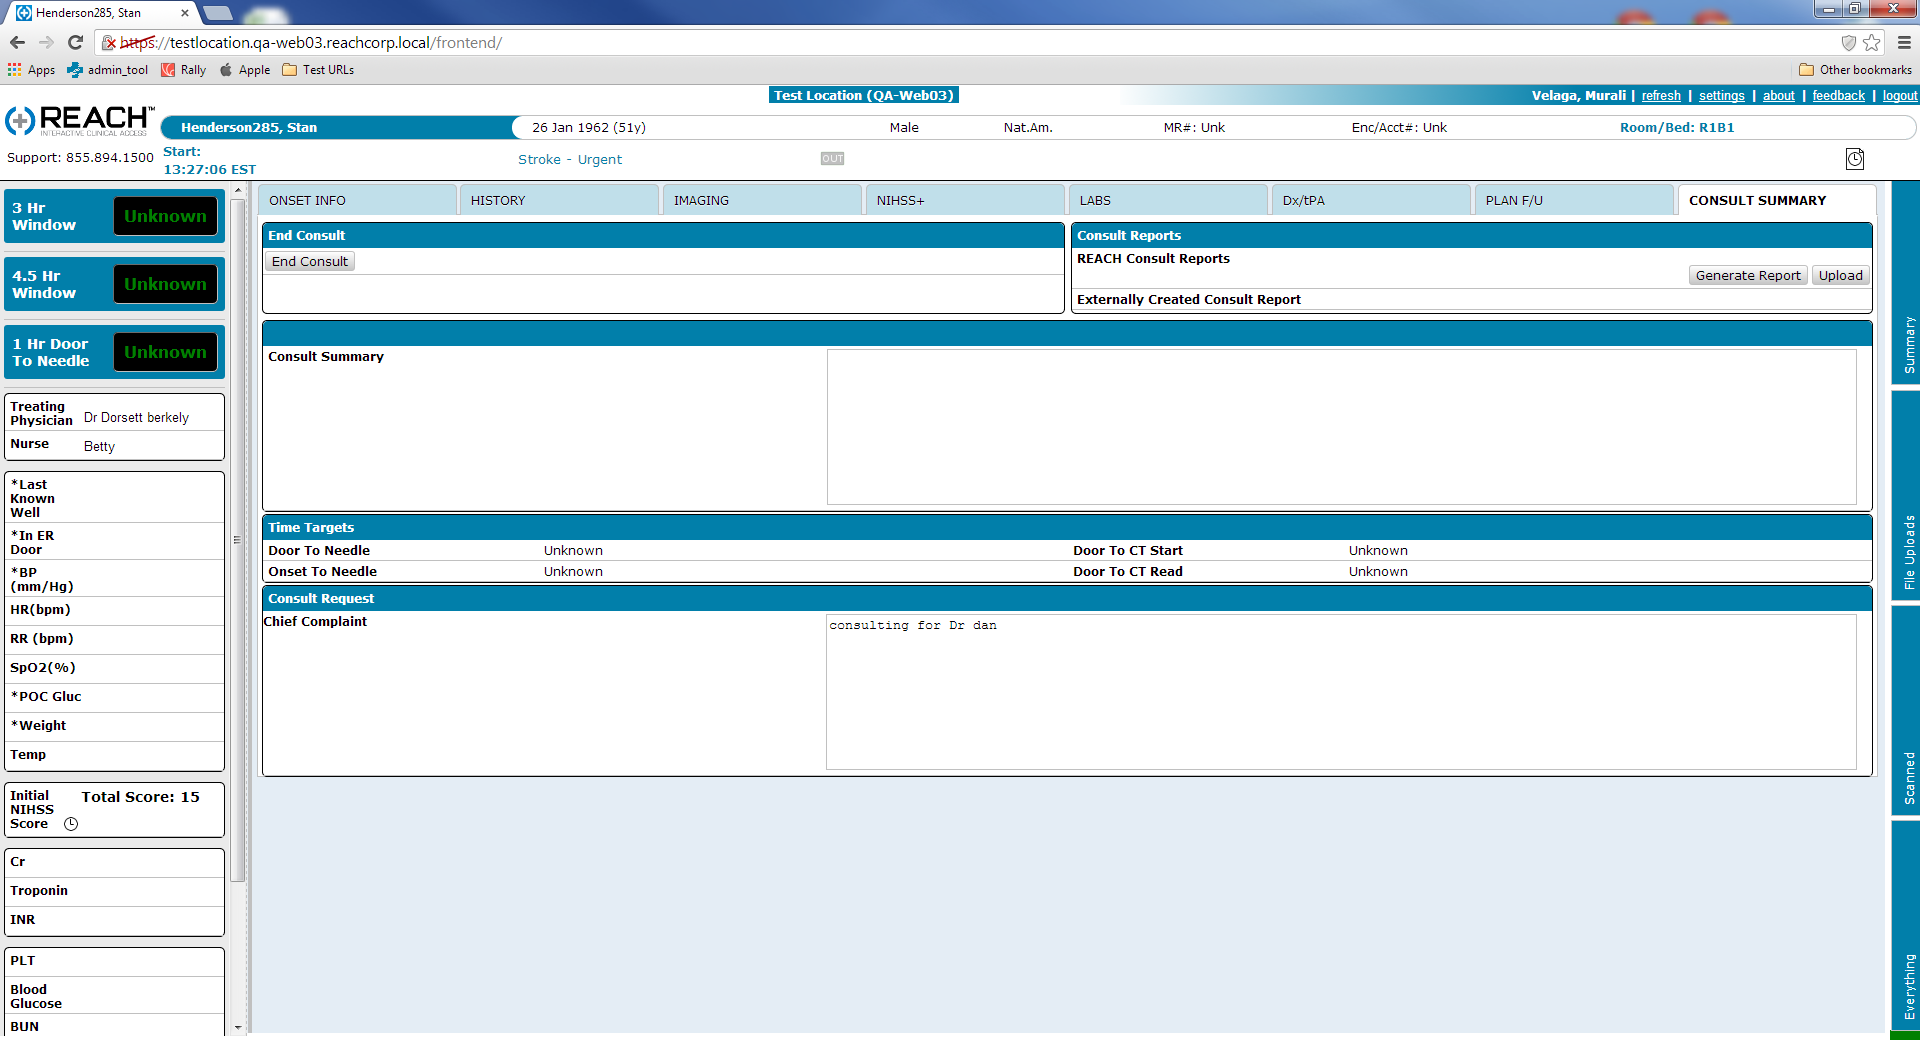 Henderson285, Stan
https://testlocation.qa-web03.reachcorp.local/frontend/
Apps admin_tool Rally Apple Test URLs Other bookmarks
Test Location (QA-Web03) Velaga, Murali | refresh | settings | about | feedback | logout
REACH™
INTERACTIVE CLINICAL ACCESS
Henderson285, Stan 26 Jan 1962 (51y) Male Nat.Am. MR#: Unk Enc/Acct#: Unk Room/Bed: R1B1
Support: 855.894.1500
Start:
13:27:06 EST
Stroke - Urgent OUT
3 Hr
Window
Unknown
4.5 Hr
Window
Unknown
1 Hr Door
To Needle
Unknown
Treating
Physician
Dr Dorsett berkely
Nurse Betty
*Last
Known
Well
*In ER
Door
*BP
(mm/Hg)
HR(bpm)
RR (bpm)
SpO2(%)
*POC Gluc
*Weight
Temp
Initial
NIHSS
Score
Total Score: 15
Cr
Troponin
INR
PLT
Blood
Glucose
BUN
ONSET INFO HISTORY IMAGING NIHSS+ LABS Dx/tPA PLAN F/U CONSULT SUMMARY
End Consult
End Consult
Consult Reports
REACH Consult Reports
Generate Report Upload
Externally Created Consult Report
Consult Summary
Time Targets
Door To Needle Unknown Door To CT Start Unknown
Onset To Needle Unknown Door To CT Read Unknown
Consult Request
Chief Complaint consulting for Dr dan
Summary
File Uploads
Scanned
Everything